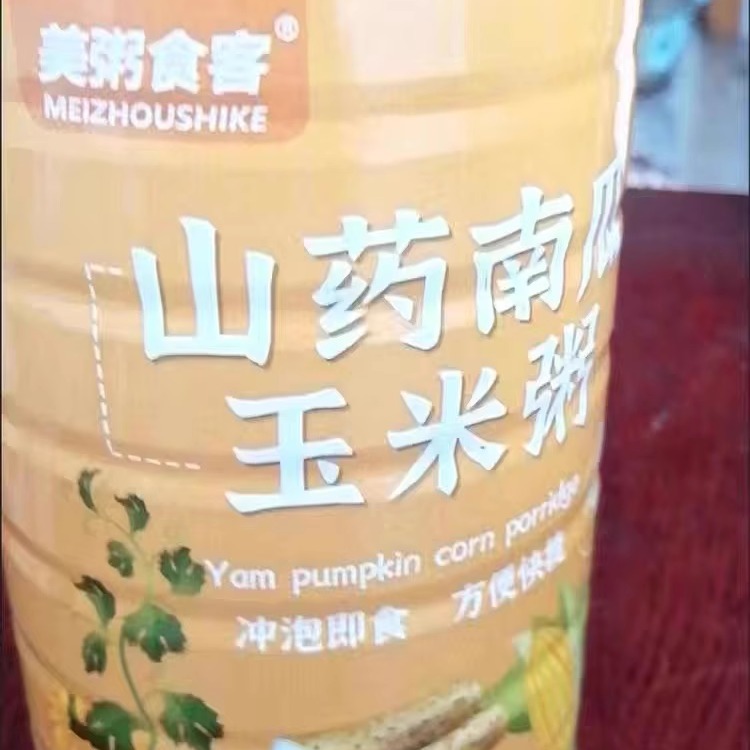 美粥食客®
MEIZHOUSHIKE
山药南瓜
玉米粥
Yam pumpkin corn porridge
冲泡即食 方便快捷